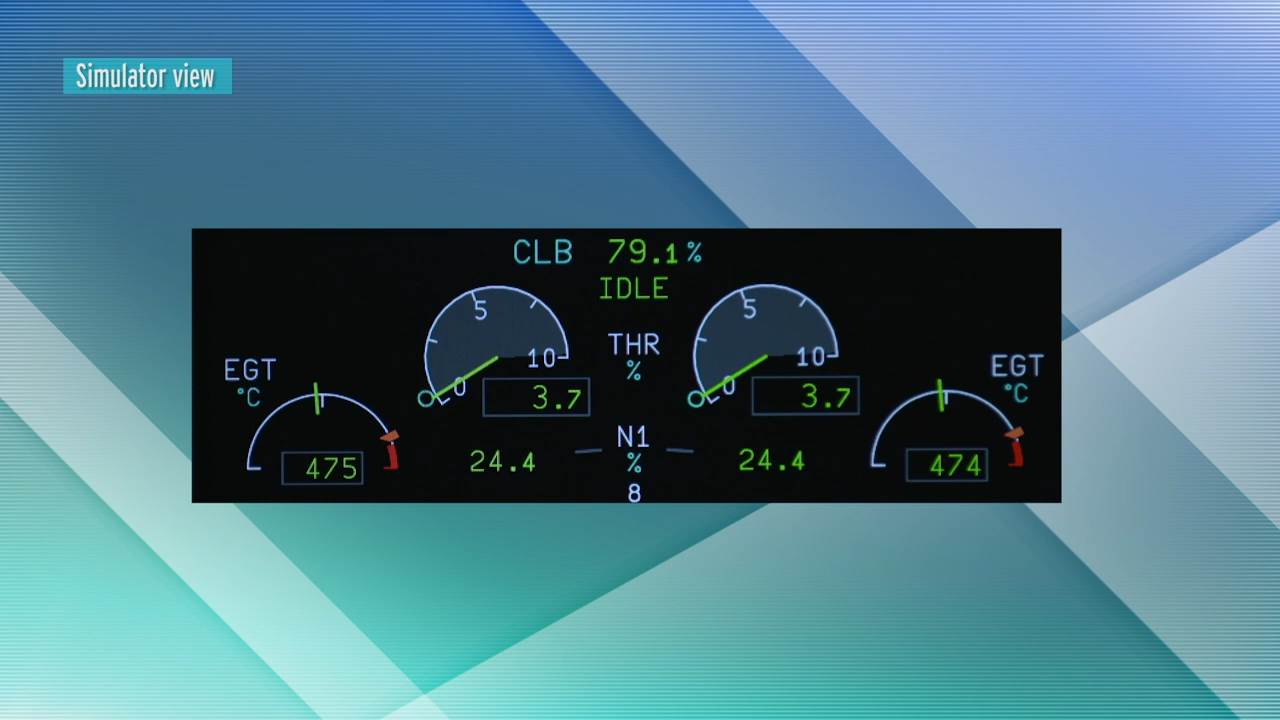 Simulator view
CLB 79.1 %
IDLE
5 5
THR
10 10
%
0 0
3.7 3.7
EGT EGT
°C °C
N1
24.4 % 24.4
475 474
8